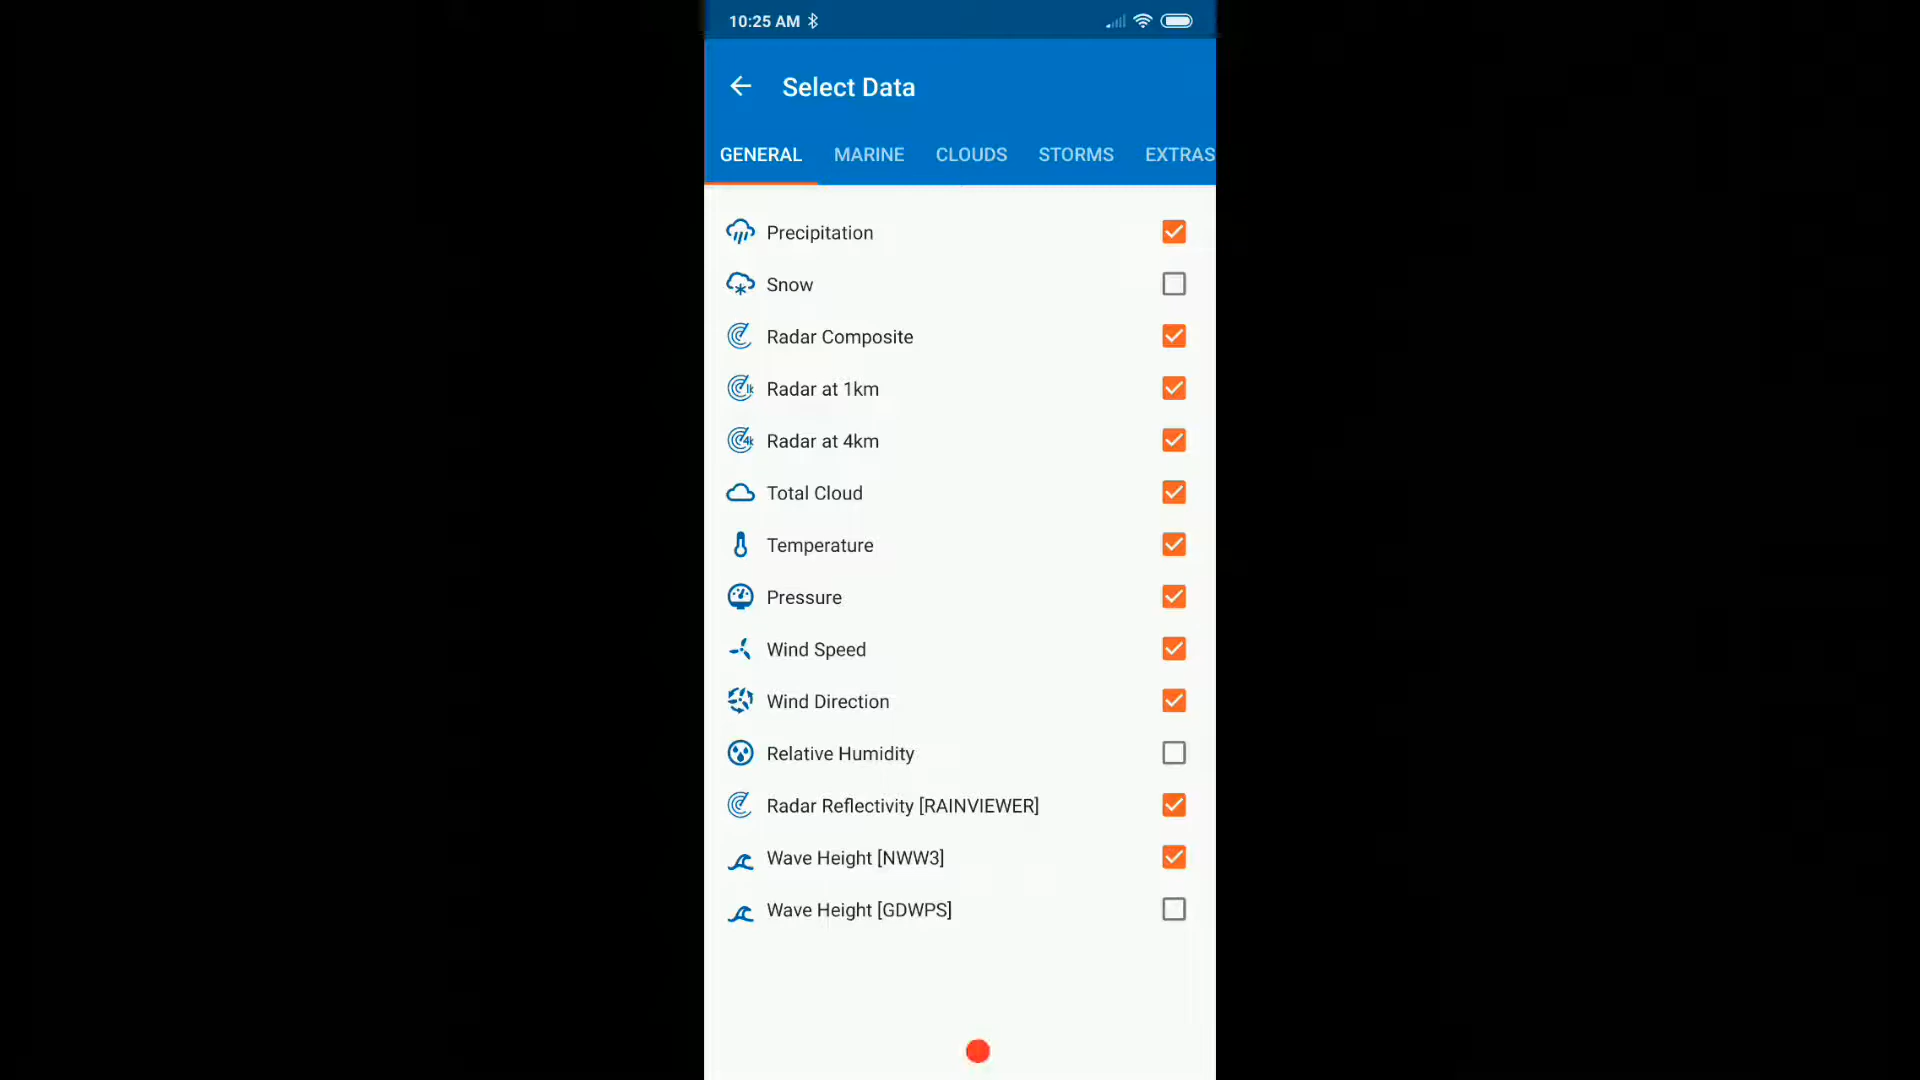 10:25 AM
Select Data
GENERAL MARINE CLOUDS STORMS EXTRAS
Precipitation
Snow
Radar Composite
Radar at 1km
Radar at 4km
Total Cloud
Temperature
Pressure
Wind Speed
Wind Direction
Relative Humidity
Radar Reflectivity [RAINVIEWER]
Wave Height [NWW3]
Wave Height [GDWPS]